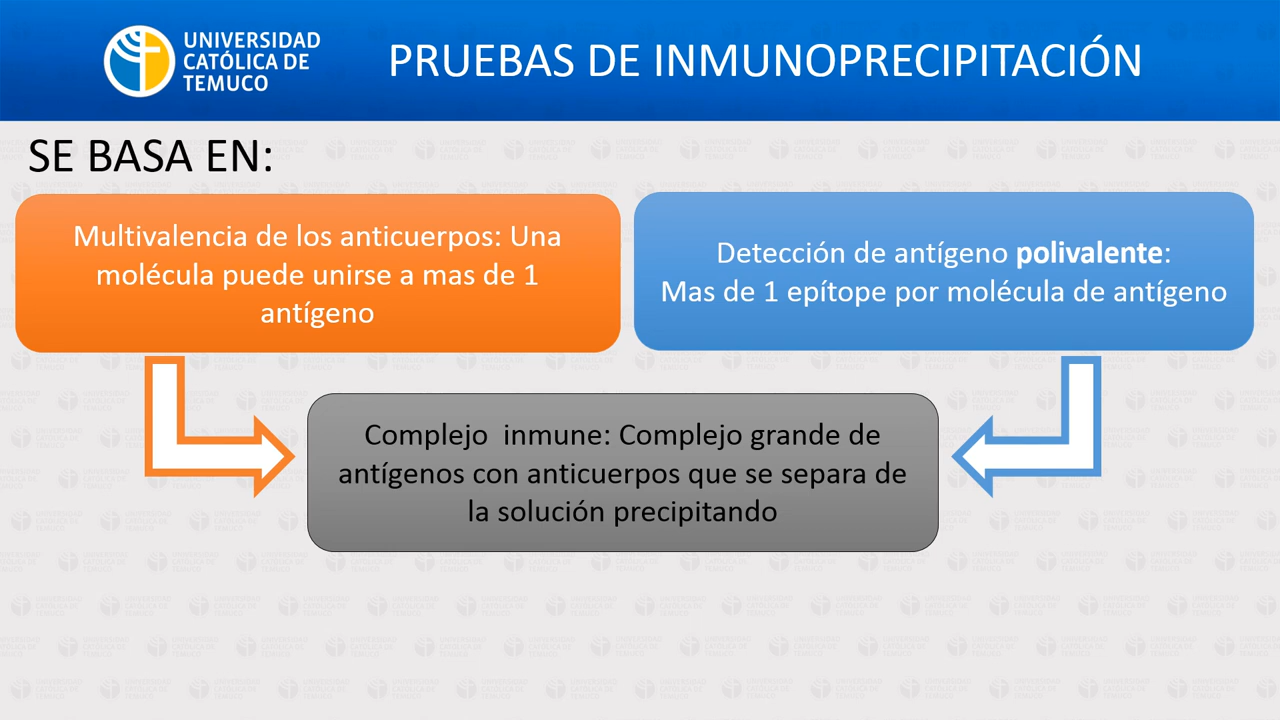 UNIVERSIDAD
CATÓLICA DE
TEMUCO
PRUEBAS DE INMUNOPRECIPITACIÓN
SE BASA EN:
Multivalencia de los anticuerpos: Una
molécula puede unirse a mas de 1
antígeno
Detección de antígeno polivalente:
Mas de 1 epítope por molécula de antígeno
Complejo inmune: Complejo grande de
antígenos con anticuerpos que se separa de
la solución precipitando